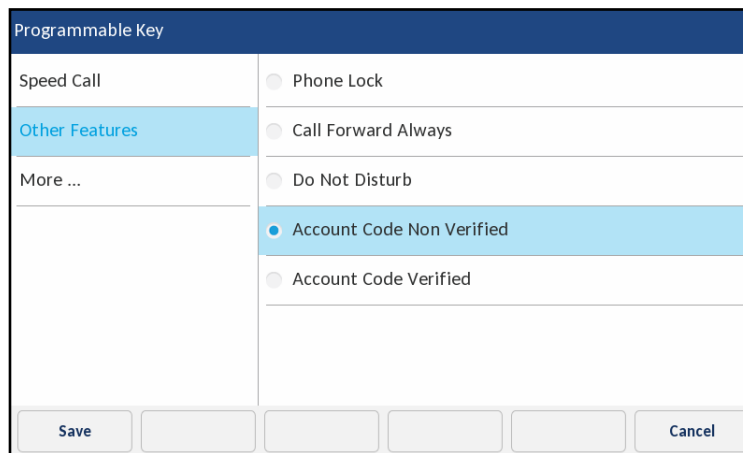 Programmable Key
Speed Call
Other Features
More ...
Phone Lock
Call Forward Always
Do Not Disturb
Account Code Non Verified
Account Code Verified
Save
Cancel